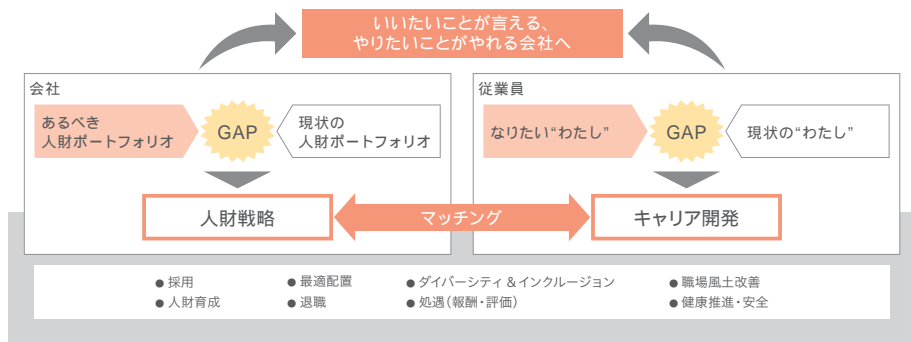 いいたいことが言える、
やりたいことがやれる会社へ
会社
あるべき
人財ポートフォリオ
GAP
現状の
人財ポートフォリオ
人財戦略
マッチング
従業員
なりたい“わたし”
GAP
現状の“わたし”
キャリア開発
● 採用
● 人財育成
● 最適配置
● 退職
● ダイバーシティ&インクルージョン
● 処遇(報酬・評価)
● 職場風土改善
● 健康推進・安全